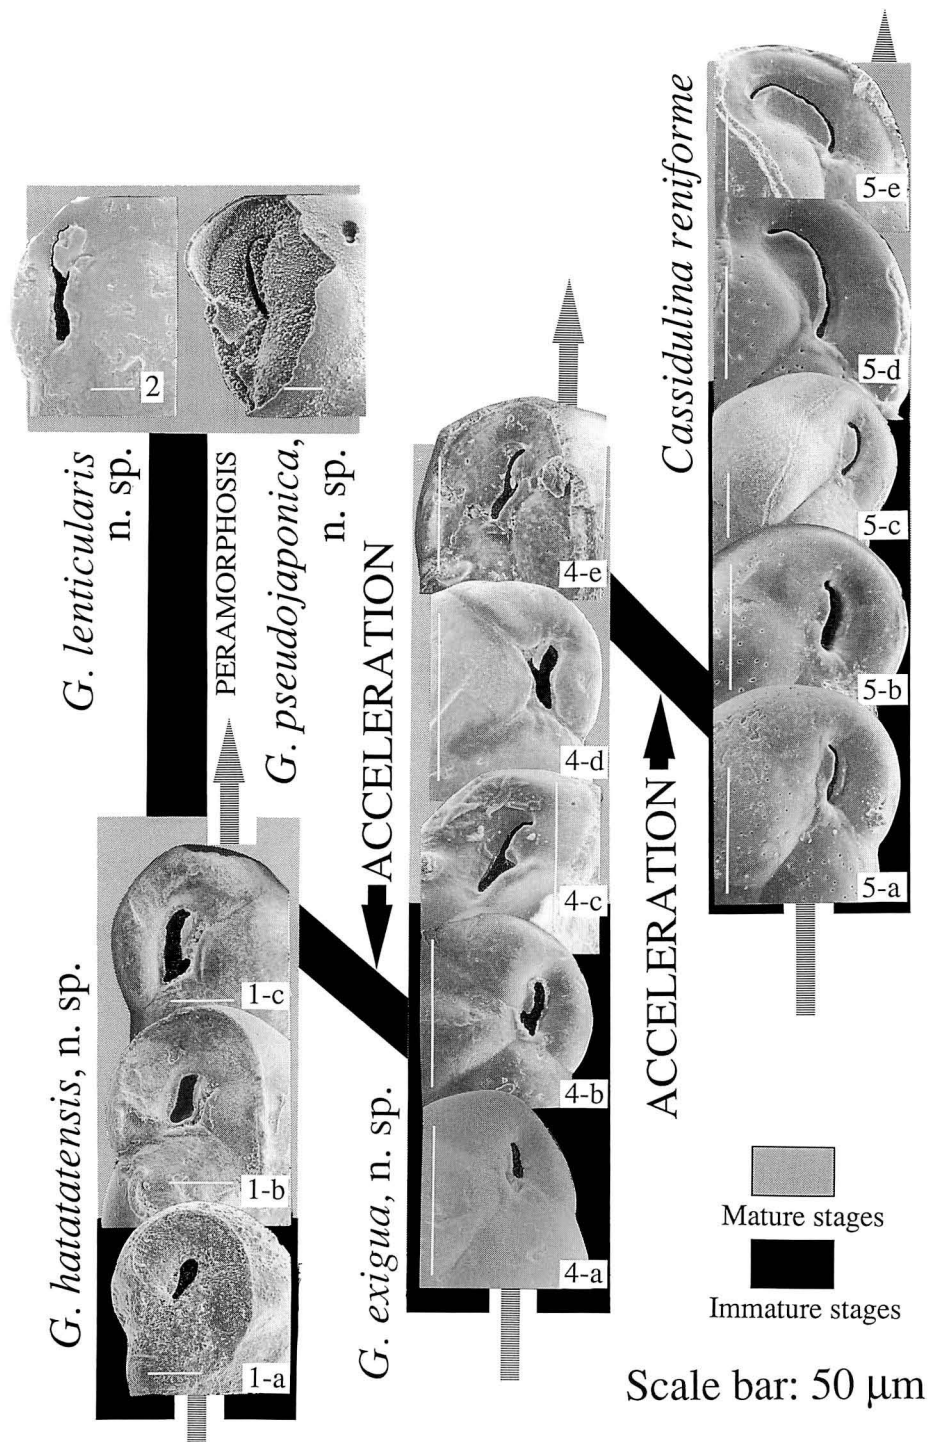 5-e
5-d
5-c
5-b
5-a
Cassidulina reniforme
2
G. lenticularis
n. sp.
PERAMORPHOSIS
G. pseudojaponica,
n. sp.
ACCELERATION
4-e
4-d
4-c
4-b
4-a
G. exigua, n. sp.
ACCELERATION
1-c
1-b
1-a
G. hatatatensis, n. sp.
Mature stages
Immature stages
Scale bar: 50 μm